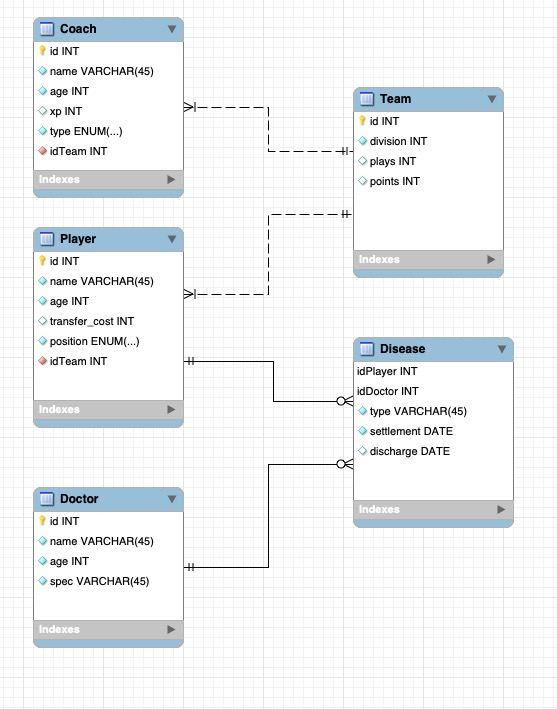 Coach
id INT
name VARCHAR(45)
age INT
xp INT
type ENUM(...)
idTeam INT
Indexes
Team
id INT
division INT
plays INT
points INT
Indexes
Player
id INT
name VARCHAR(45)
age INT
transfer_cost INT
position ENUM(...)
idTeam INT
Indexes
Disease
idPlayer INT
idDoctor INT
type VARCHAR(45)
settlement DATE
discharge DATE
Indexes
Doctor
id INT
name VARCHAR(45)
age INT
spec VARCHAR(45)
Indexes